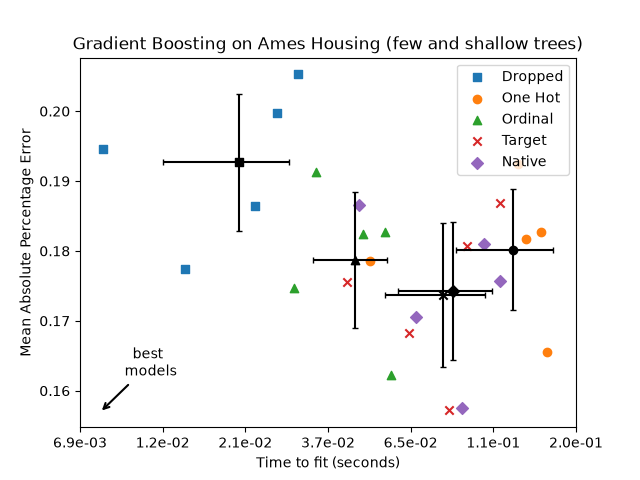 Gradient Boosting on Ames Housing (few and shallow trees)
Mean Absolute Percentage Error
0.20
0.19
0.18
0.17
0.16
Dropped
One Hot
Ordinal
Target
Native
best
models
6.9e-03 1.2e-02 2.1e-02 3.7e-02 6.5e-02 1.1e-01 2.0e-01
Time to fit (seconds)